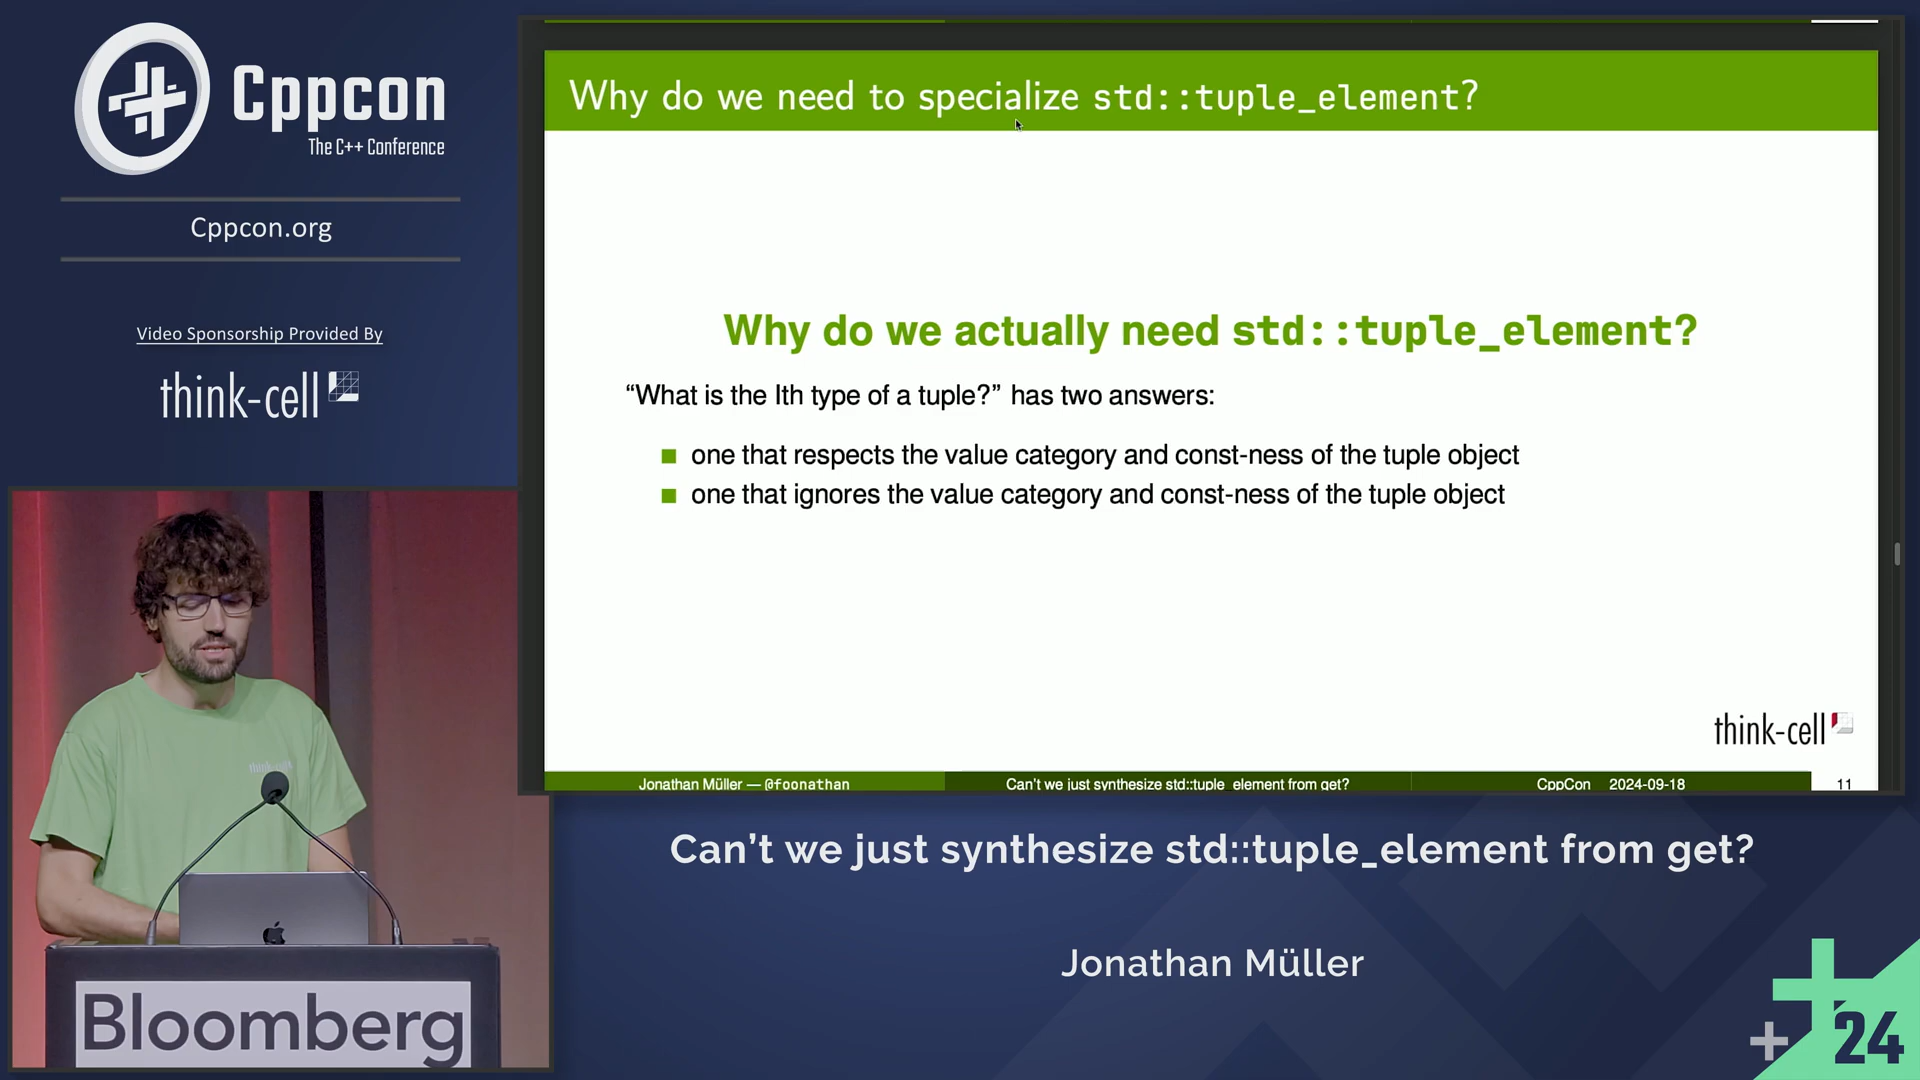 Cppcon
The C++ Conference
Cppcon.org
Video Sponsorship Provided By
think-cell
Why do we need to specialize std::tuple_element?
Why do we actually need std::tuple_element?
“What is the Ith type of a tuple?” has two answers:
one that respects the value category and const-ness of the tuple object
one that ignores the value category and const-ness of the tuple object
think-cell
Jonathan Müller — @foonathan
Can't we just synthesize std::tuple_element from get?
CppCon 2024-09-18
11
think-cell
Bloomberg
Can’t we just synthesize std::tuple_element from get?
Jonathan Müller
24